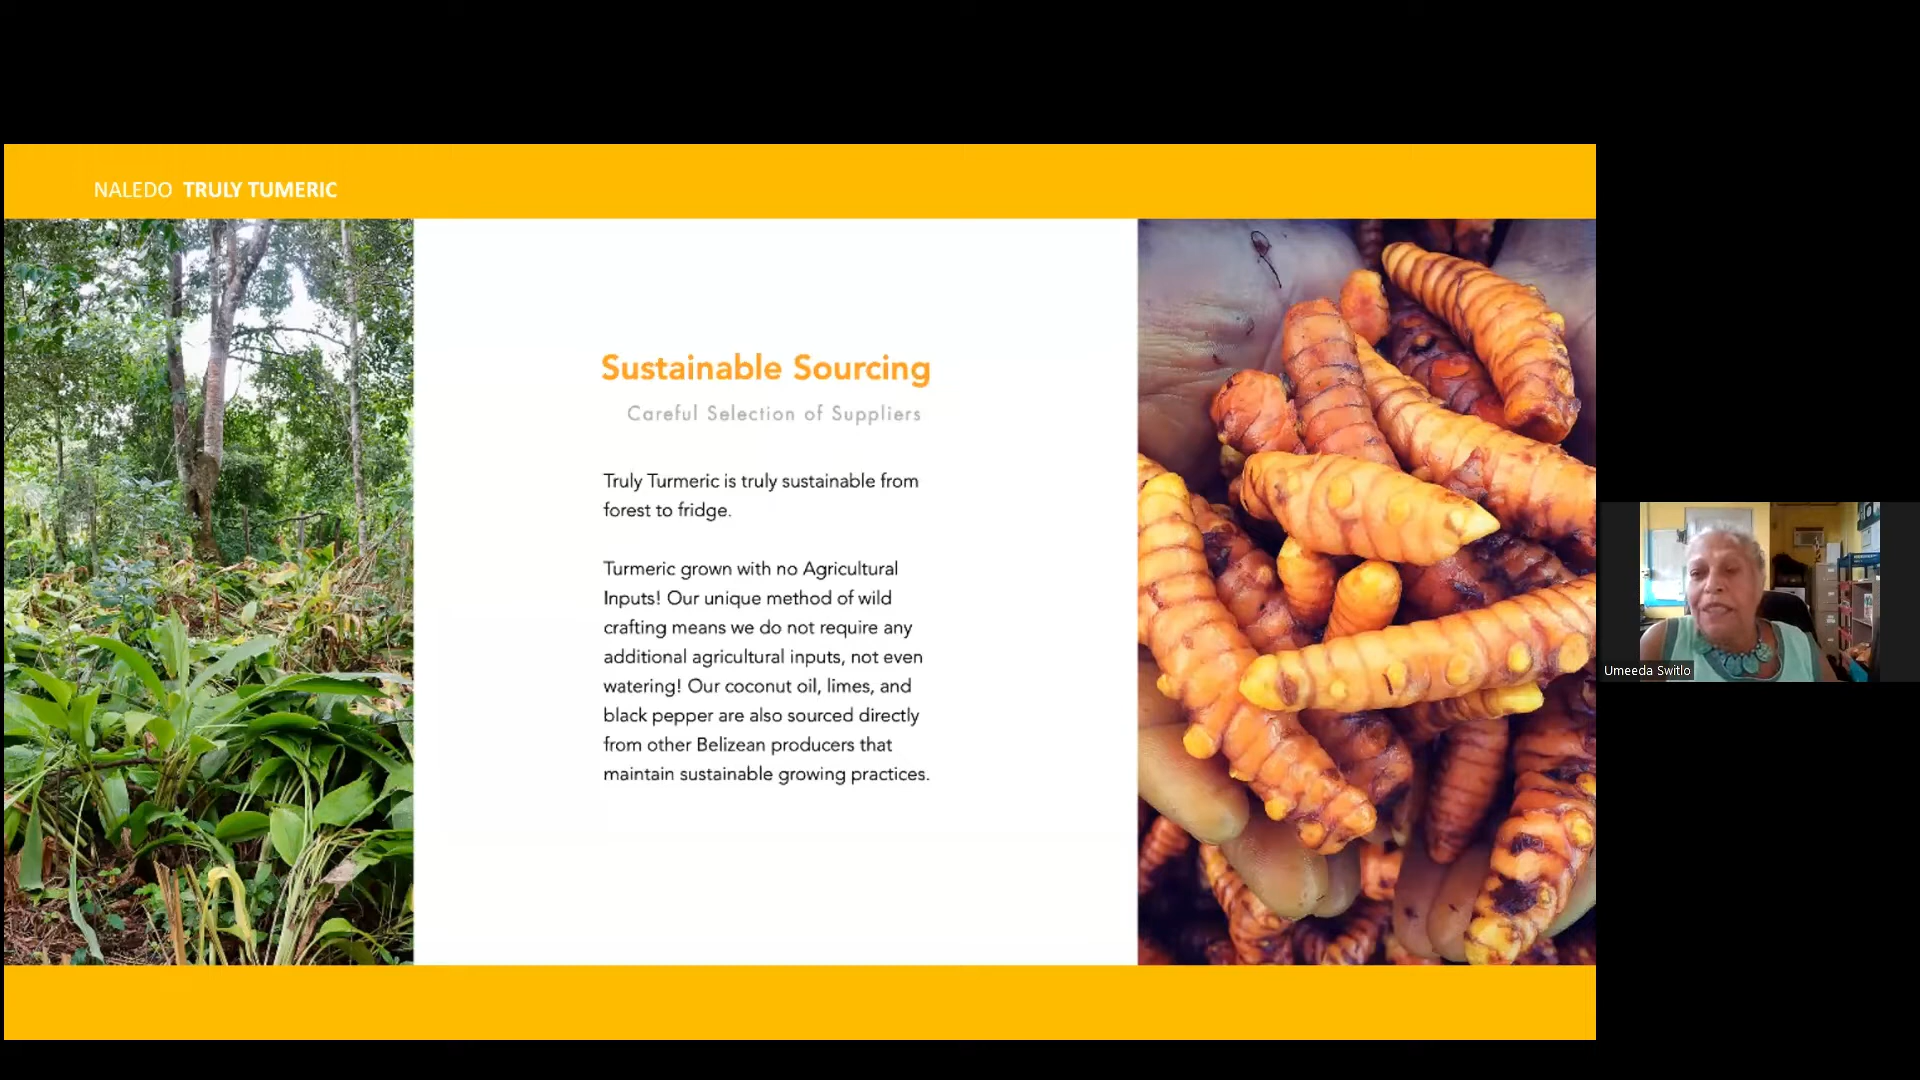 NALEDO TRULY TUMERIC
Sustainable Sourcing
Careful Selection of Suppliers
Truly Turmeric is truly sustainable from
forest to fridge.
Turmeric grown with no Agricultural
Inputs! Our unique method of wild
crafting means we do not require any
additional agricultural inputs, not even
watering! Our coconut oil, limes, and
black pepper are also sourced directly
from other Belizean producers that
maintain sustainable growing practices.
Umeeda Switlo